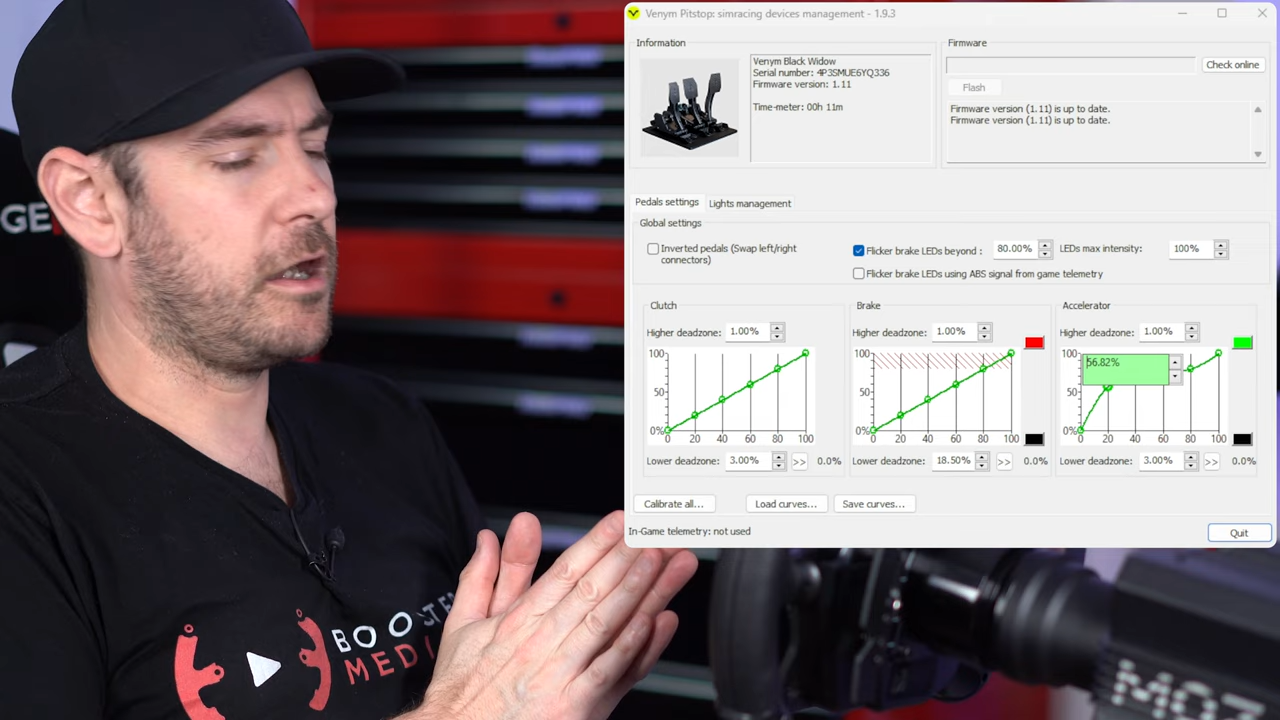 Venym Pitstop: simracing devices management - 1.9.3
Information
Venym Black Widow
Serial number: 4P3SMUE6YQ336
Firmware version: 1.11
Time-meter: 00h 11m
Firmware
Check online
Flash
Firmware version (1.11) is up to date.
Firmware version (1.11) is up to date.
Pedals settings
Lights management
Global settings
Inverted pedals (Swap left/right
connectors)
Flicker brake LEDs beyond :
80.00%
LEDs max intensity:
100%
Flicker brake LEDs using ABS signal from game telemetry
Clutch
Higher deadzone: 1.00%
100
50
0%
0 20 40 60 80 100
Lower deadzone: 3.00% >> 0.0%
Brake
Higher deadzone: 1.00%
100
50
0%
0 20 40 60 80 100
Lower deadzone: 18.50% >> 0.0%
Accelerator
Higher deadzone: 1.00%
100
56.82%
50
0%
0 20 40 60 80 100
Lower deadzone: 3.00% >> 0.0%
Calibrate all...
Load curves...
Save curves...
In-Game telemetry: not used
Quit
GE
BOOSTE
MEDI